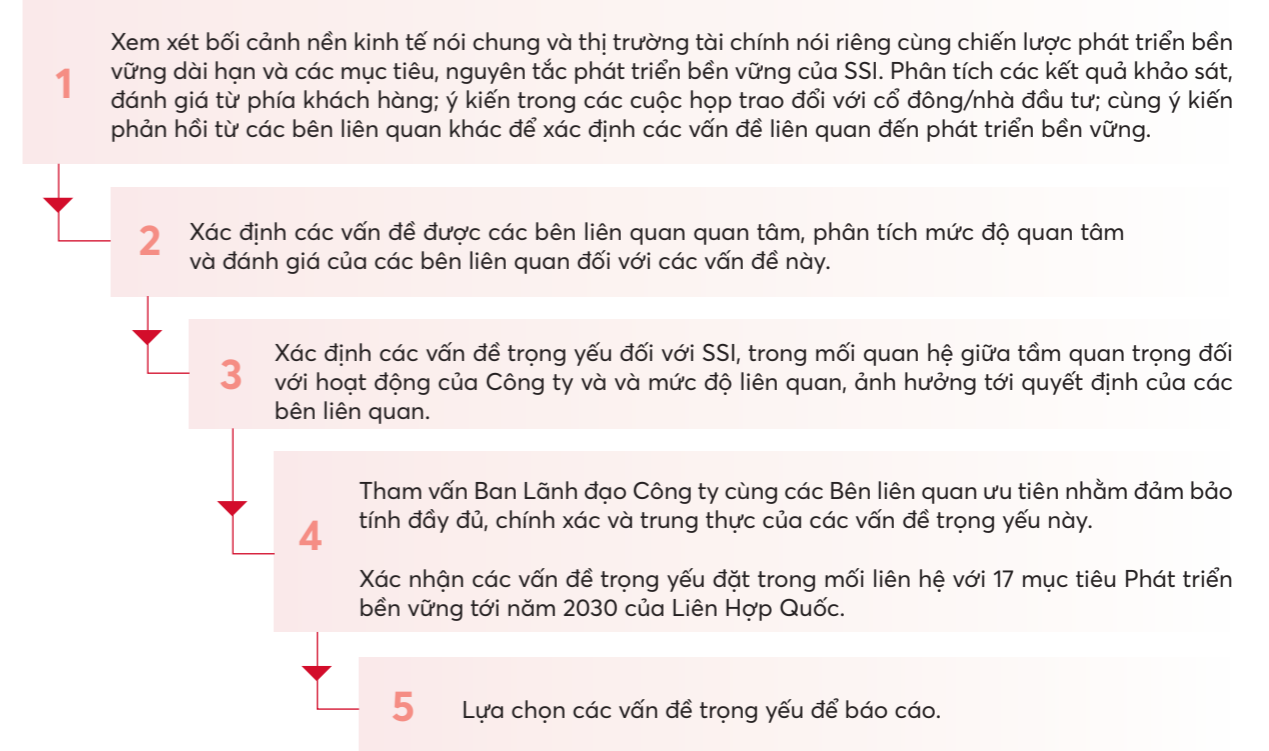 1
Xem xét bối cảnh nền kinh tế nói chung và thị trường tài chính nói riêng cùng chiến lược phát triển bền
vững dài hạn và các mục tiêu, nguyên tắc phát triển bền vững của SSI. Phân tích các kết quả khảo sát,
đánh giá từ phía khách hàng; ý kiến trong các cuộc họp trao đổi với cổ đông/nhà đầu tư; cùng ý kiến
phản hồi từ các bên liên quan khác để xác định các vấn đề liên quan đến phát triển bền vững.
2
Xác định các vấn đề được các bên liên quan quan tâm, phân tích mức độ quan tâm
và đánh giá của các bên liên quan đối với các vấn đề này.
3
Xác định các vấn đề trọng yếu đối với SSI, trong mối quan hệ giữa tầm quan trọng đối
với hoạt động của Công ty và và mức độ liên quan, ảnh hưởng tới quyết định của các
bên liên quan.
4
Tham vấn Ban Lãnh đạo Công ty cùng các Bên liên quan ưu tiên nhằm đảm bảo
tính đầy đủ, chính xác và trung thực của các vấn đề trọng yếu này.
Xác nhận các vấn đề trọng yếu đặt trong mối liên hệ với 17 mục tiêu Phát triển
bền vững tới năm 2030 của Liên Hợp Quốc.
5
Lựa chọn các vấn đề trọng yếu để báo cáo.